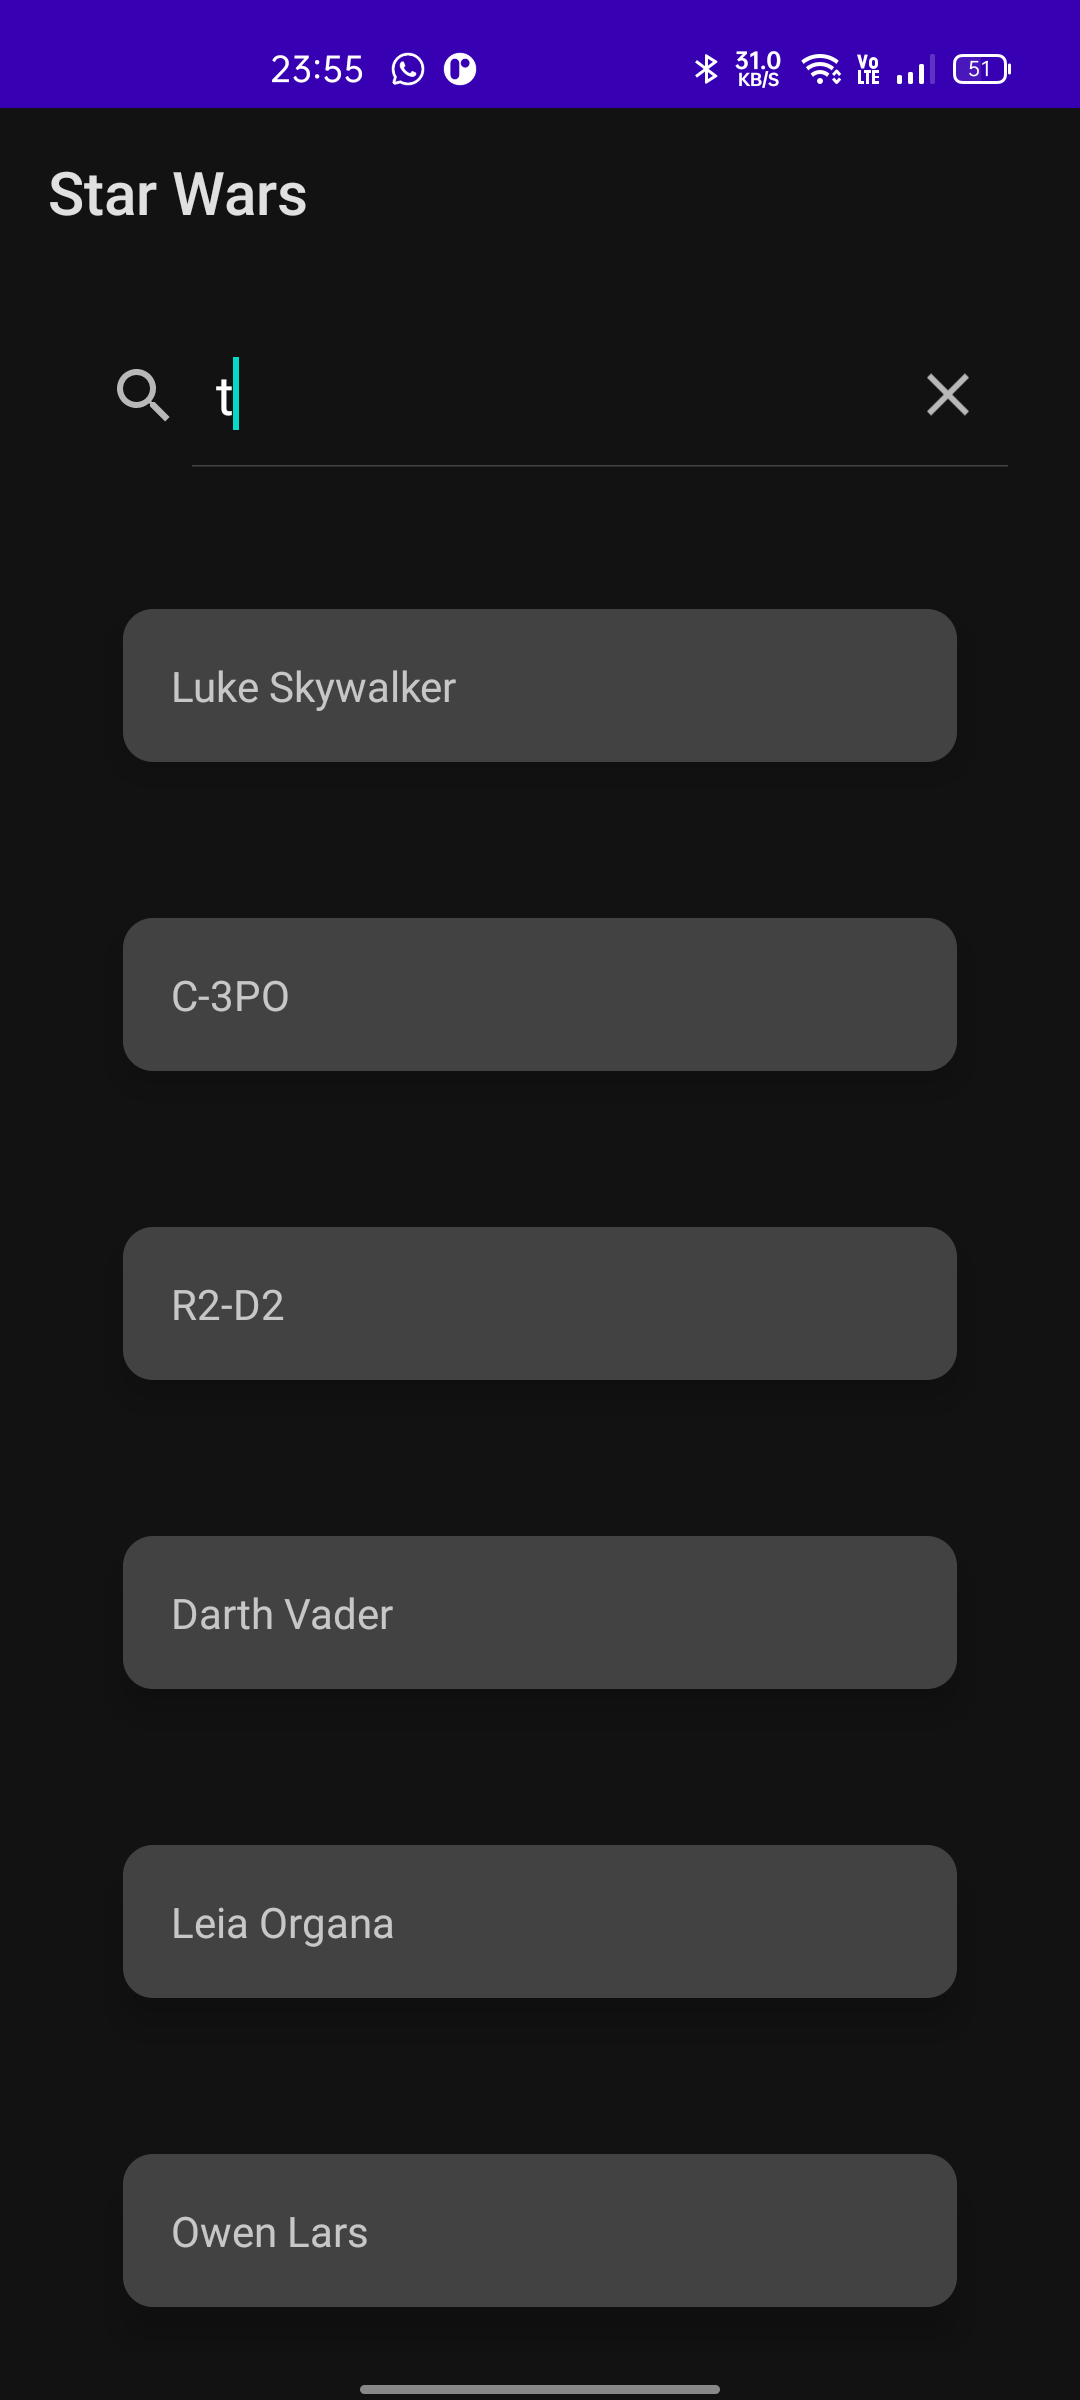 23:55 31.0 KB/S Vo LTE 51
Star Wars
t
Luke Skywalker
C-3PO
R2-D2
Darth Vader
Leia Organa
Owen Lars